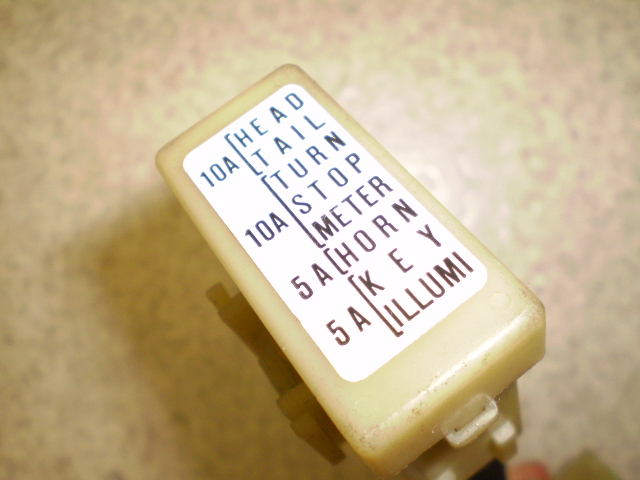 10A HEAD
TAIL
TURN
10A STOP
METER
5A HORN
KEY
5A ILLUMI